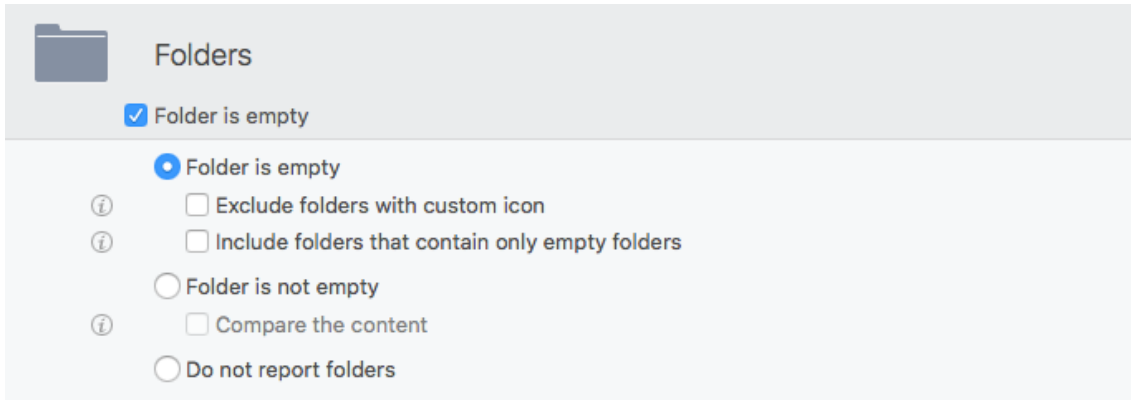 Folders
Folder is empty
Folder is empty
Exclude folders with custom icon
Include folders that contain only empty folders
Folder is not empty
Compare the content
Do not report folders